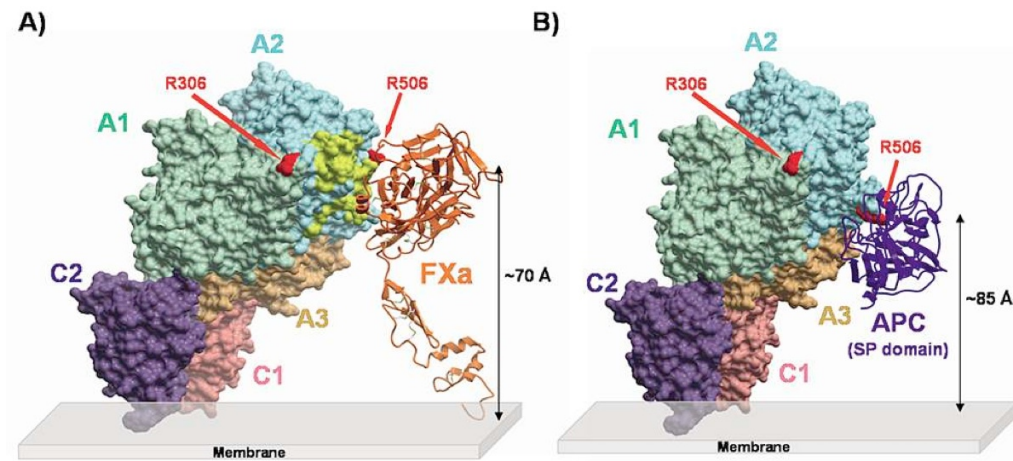 A)
A2
R306
R506
A1
FXa
~70 Å
C2
A3
C1
Membrane
B)
A2
R306
A1
R506
C2
~85 Å
A3
APC
(SP domain)
C1
Membrane